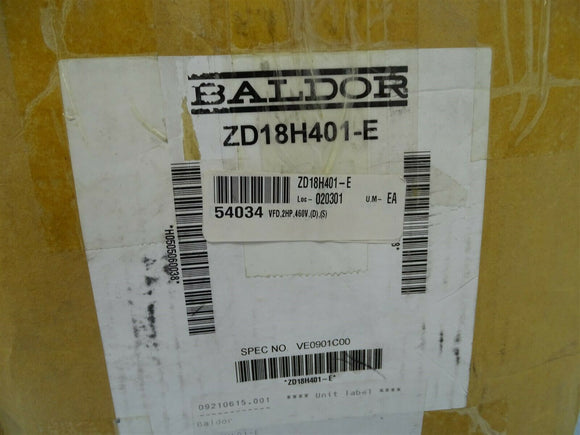 BALDOR
ZD18H401-E
ZD18H401-E
Loc- 020301 U.M- EA
54034 VFD,2HP,460V,(D),(S)
*H0505060038*
SPEC NO. VE0901C00
*ZD18H401-E*
09210615.001 **** Unit label ****
Baldor